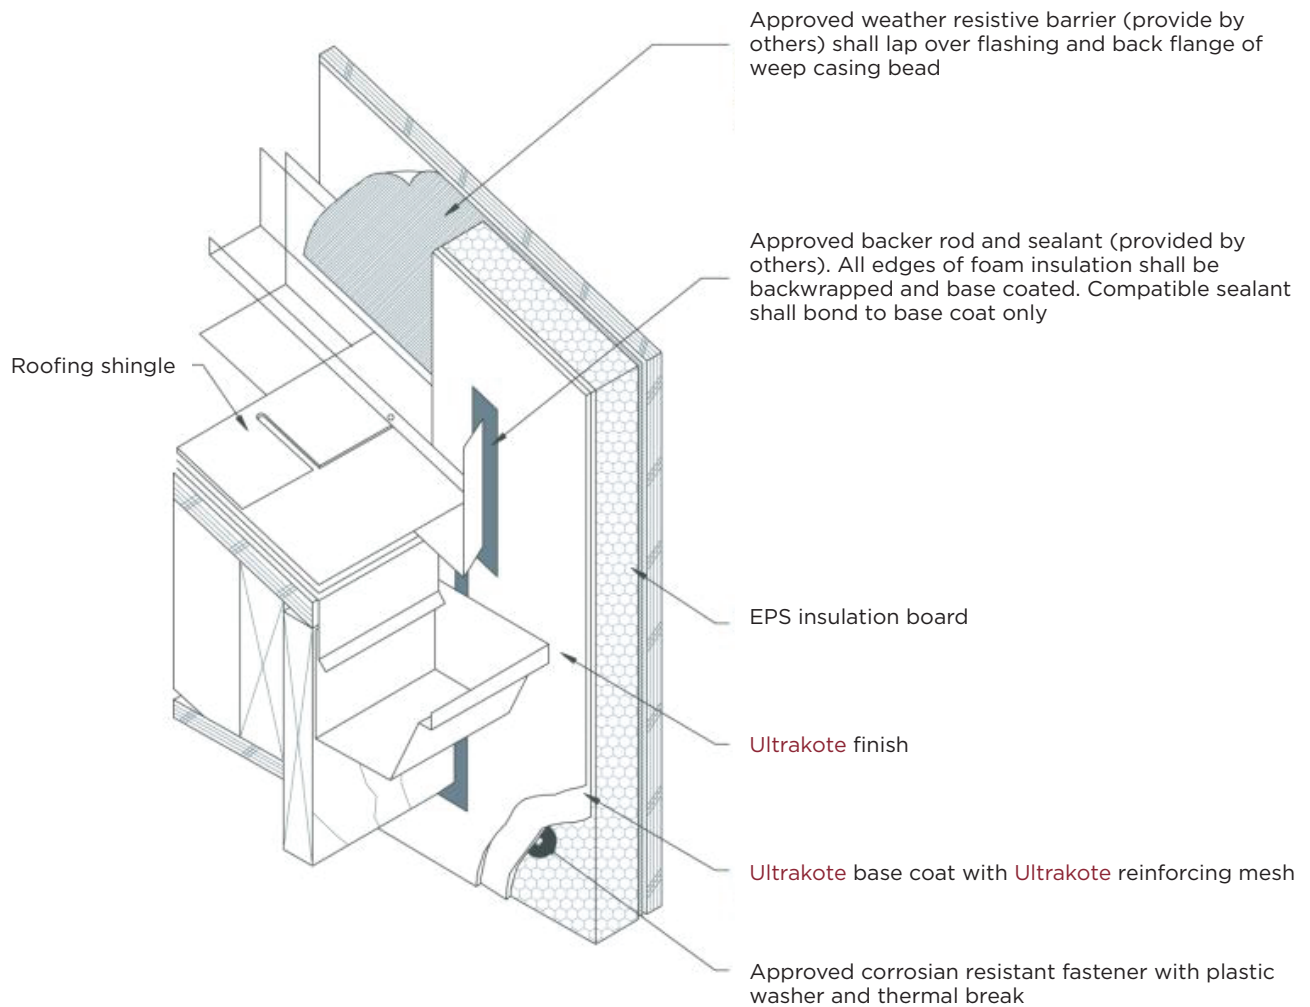 Approved weather resistive barrier (provide by
others) shall lap over flashing and back flange of
weep casing bead
Approved backer rod and sealant (provided by
others). All edges of foam insulation shall be
backwrapped and base coated. Compatible sealant
shall bond to base coat only
Roofing shingle
EPS insulation board
Ultrakote finish
Ultrakote base coat with Ultrakote reinforcing mesh
Approved corrosian resistant fastener with plastic
washer and thermal break